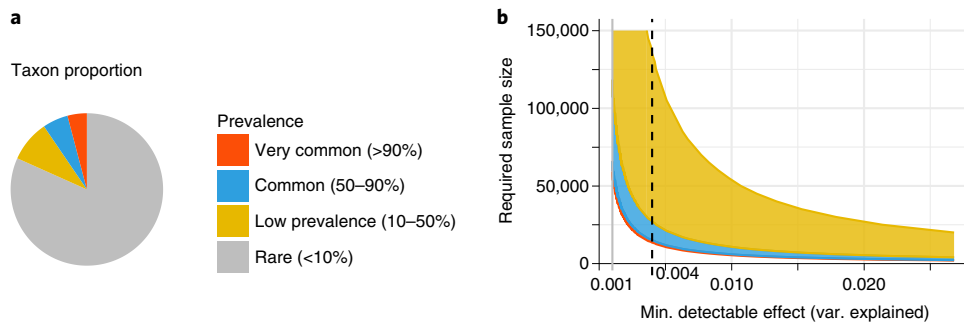 a
Taxon proportion
Prevalence
Very common (>90%)
Common (50–90%)
Low prevalence (10–50%)
Rare (<10%)
b
Required sample size
150,000
100,000
50,000
0
0.001
0.004
0.010
0.020
Min. detectable effect (var. explained)